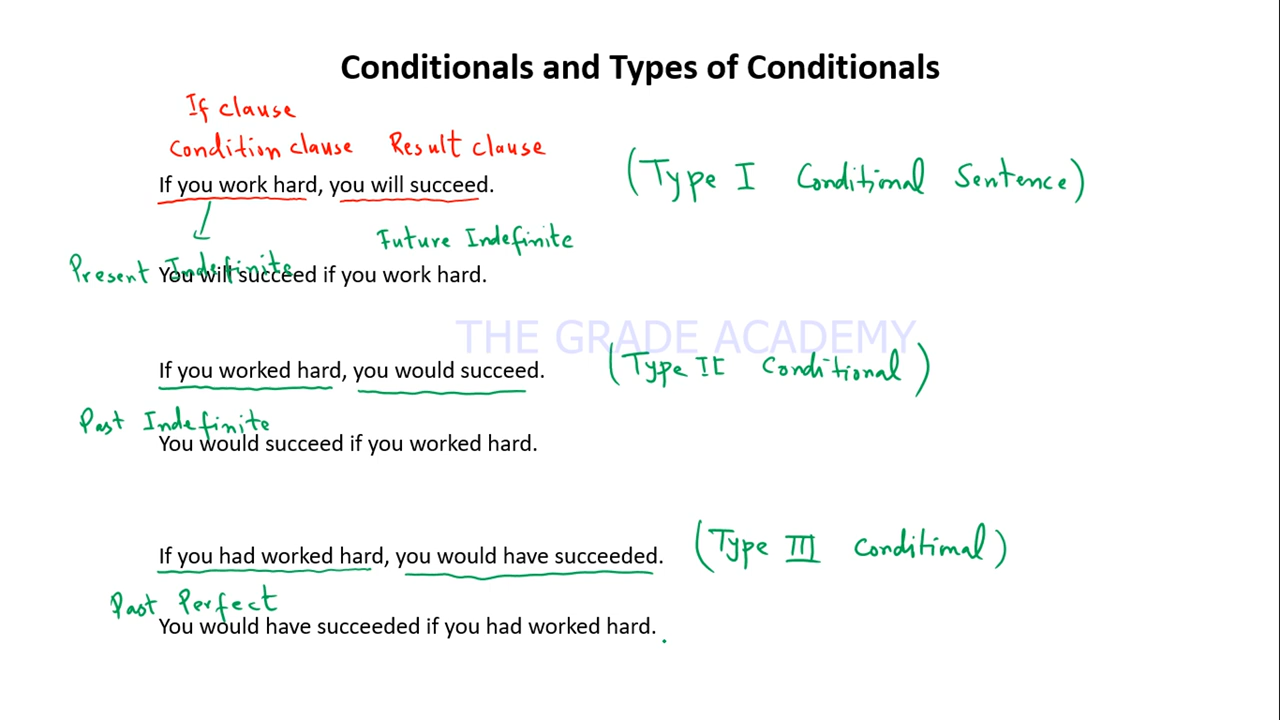 Conditionals and Types of Conditionals
If clause
Condition clause Result clause
If you work hard, you will succeed. (Type I Conditional Sentence)
Future Indefinite
Present Indefinite
You will succeed if you work hard.
THE GRADE ACADEMY
If you worked hard, you would succeed. (Type II Conditional)
Past Indefinite
You would succeed if you worked hard.
If you had worked hard, you would have succeeded. (Type III Conditional)
Past Perfect
You would have succeeded if you had worked hard.